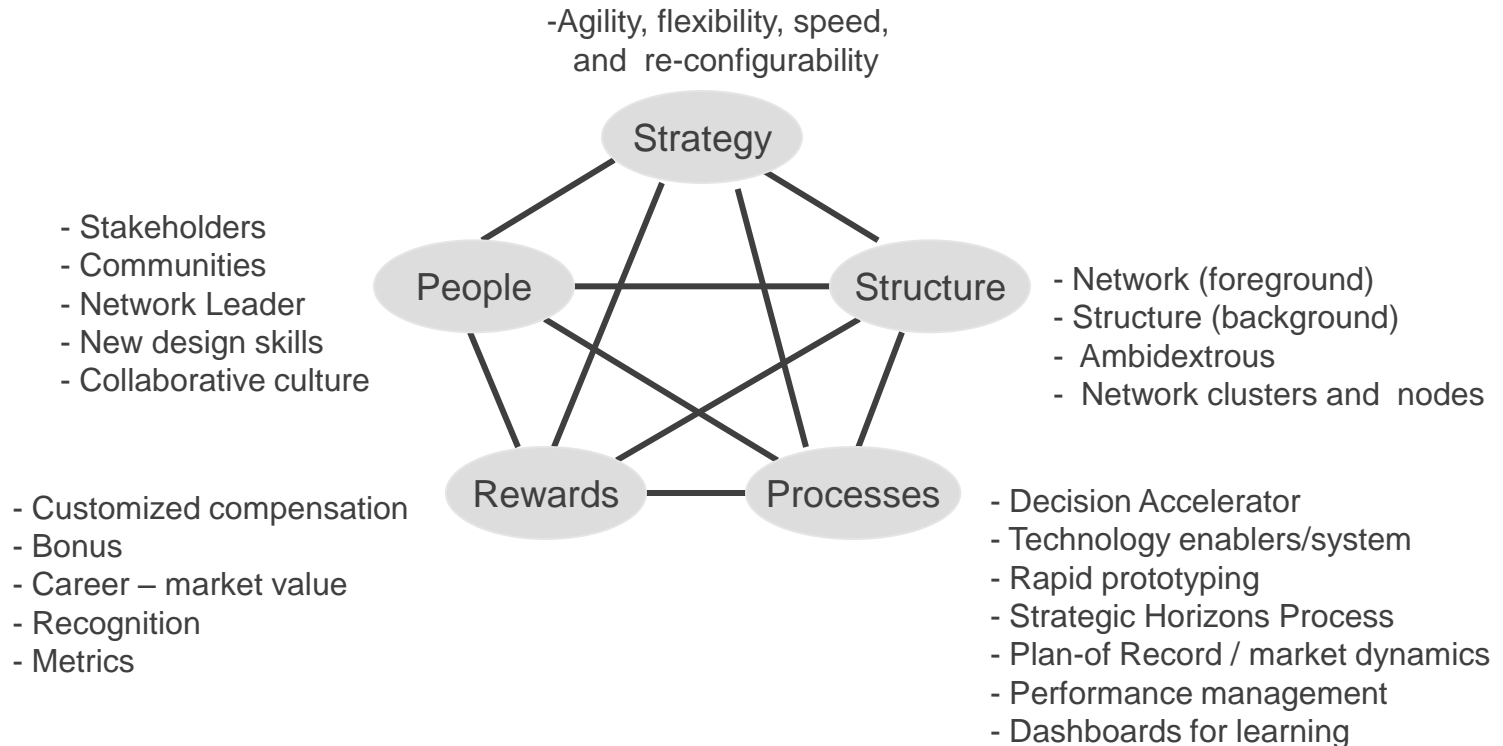 -Agility, flexibility, speed,
and re-configurability
Strategy
- Stakeholders
- Communities
- Network Leader
- New design skills
- Collaborative culture
People
Structure
- Network (foreground)
- Structure (background)
- Ambidextrous
- Network clusters and nodes
Rewards
Processes
- Customized compensation
- Bonus
- Career – market value
- Recognition
- Metrics
- Decision Accelerator
- Technology enablers/system
- Rapid prototyping
- Strategic Horizons Process
- Plan-of Record / market dynamics
- Performance management
- Dashboards for learning